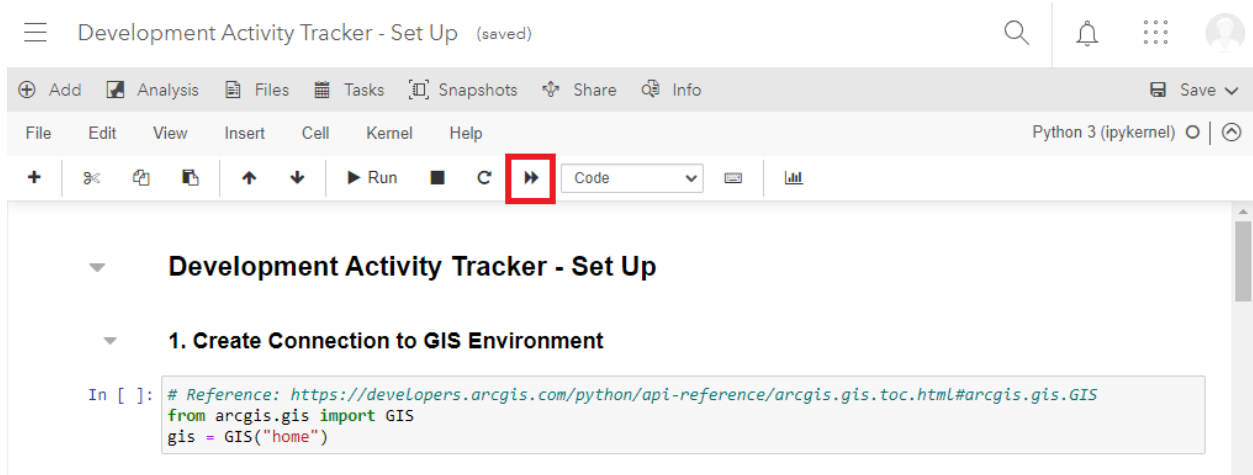 Development Activity Tracker - Set Up (saved)
Add Analysis Files Tasks Snapshots Share Info Save
File Edit View Insert Cell Kernel Help Python 3 (ipykernel)
Run Code
Development Activity Tracker - Set Up
1. Create Connection to GIS Environment
In [ ]: # Reference: https://developers.arcgis.com/python/api-reference/arcgis.gis.toc.html#arcgis.gis.GIS
from arcgis.gis import GIS
gis = GIS("home")